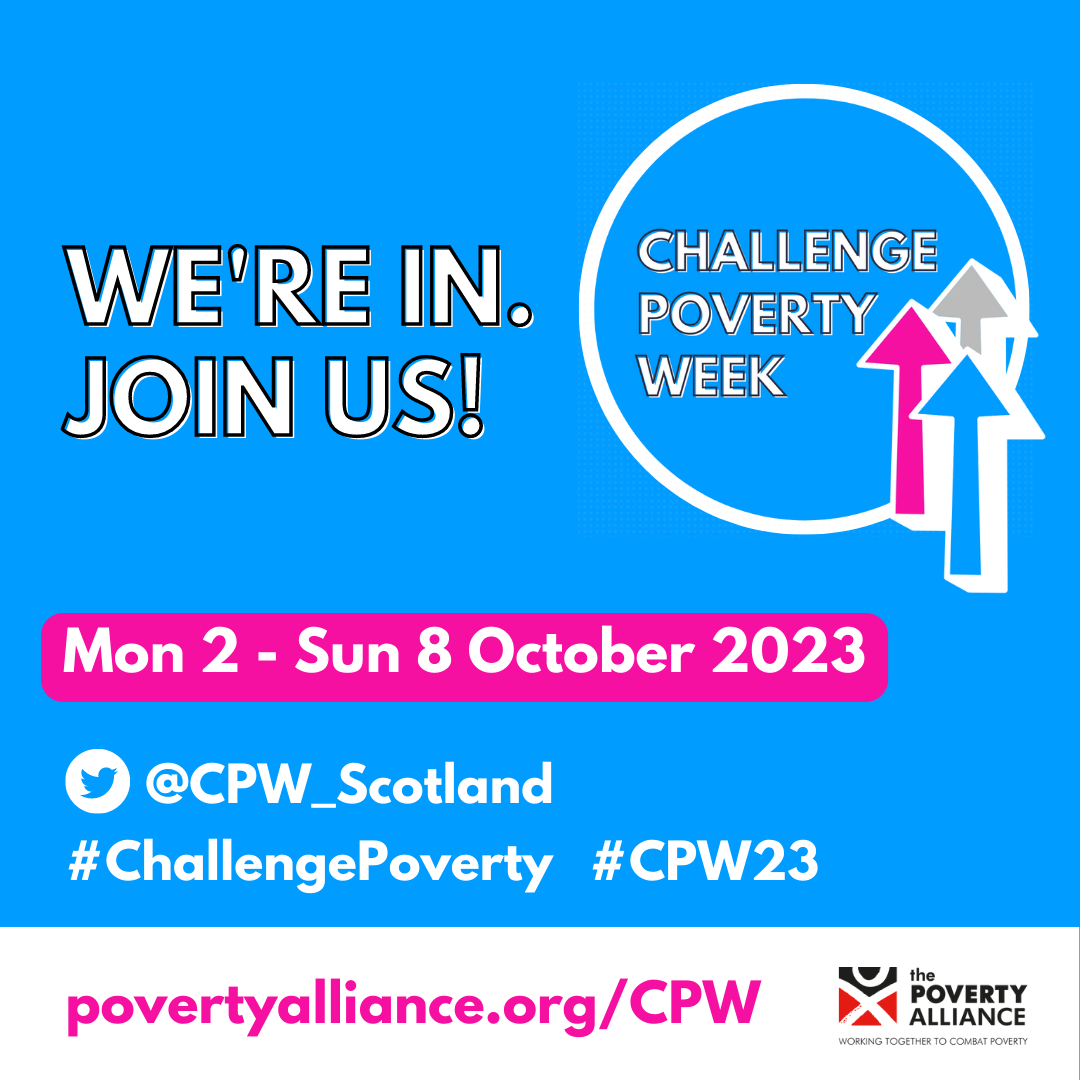 WE'RE IN.
JOIN US!
CHALLENGE
POVERTY
WEEK
Mon 2 - Sun 8 October 2023
@CPW_Scotland
#ChallengePoverty #CPW23
povertyalliance.org/CPW
the
POVERTY
ALLIANCE
WORKING TOGETHER TO COMBAT POVERTY